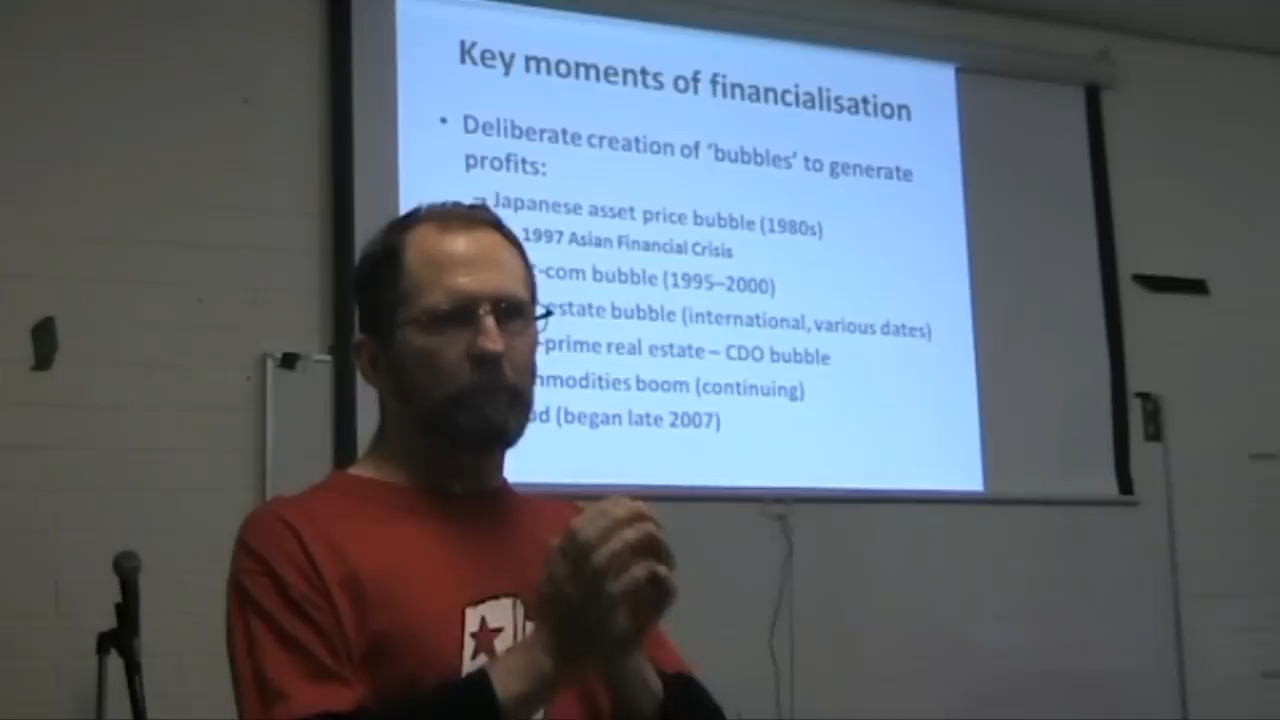 Key moments of financialisation
• Deliberate creation of ‘bubbles’ to generate
profits:
– Japanese asset price bubble (1980s)
1997 Asian Financial Crisis
-com bubble (1995–2000)
estate bubble (international, various dates)
-prime real estate – CDO bubble
mmodities boom (continuing)
(began late 2007)